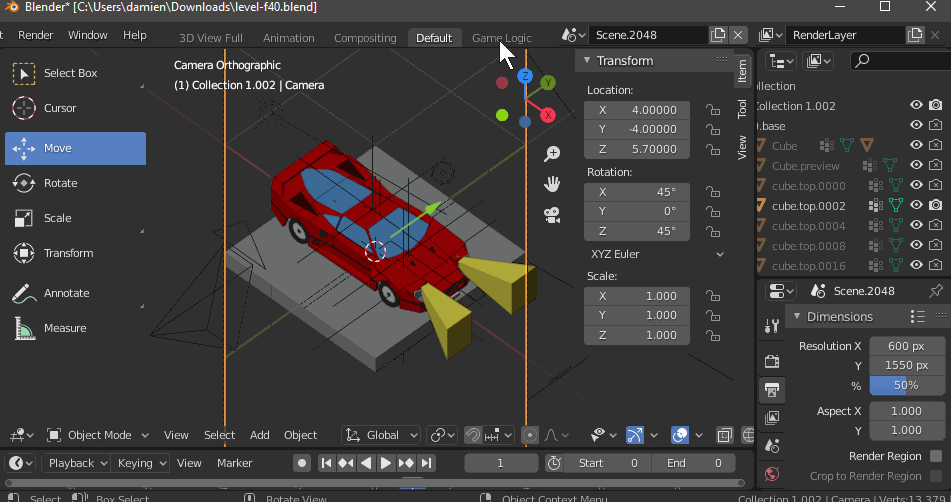 Blender* [C:\Users\damien\Downloads\level-f40.blend]
t Render Window Help 3D View Full Animation Compositing Default Game Logic Scene.2048 RenderLayer
Select Box
Cursor
Move
Rotate
Scale
Transform
Annotate
Measure
Camera Orthographic
(1) Collection 1.002 | Camera
Z
Y
X
Transform
Location:
X 4.00000
Y -4.00000
Z 5.70000
Rotation:
X 45°
Y 0°
Z 45°
XYZ Euler
Scale:
X 1.000
Y 1.000
Z 1.000
Item
Tool
View
llection
ollection 1.002
).base
Cube
Cube.preview
cube.top.0000
cube.top.0002
cube.top.0004
cube.top.0008
cube.top.0016
Scene.2048
Dimensions
Resolution X 600 px
Y 1550 px
% 50%
Aspect X 1.000
Y 1.000
Render Region
Crop to Render Region
Object Mode View Select Add Object Global
Playback Keying View Marker 1 Start 0 End 0
Select Box Select Rotate View Object Context Menu Collection 1.002 | Camera | Verts:13,379